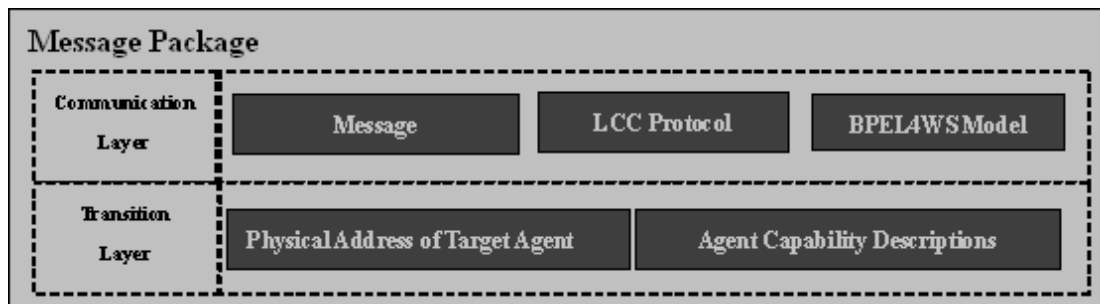 Message Package
Communication
Layer
Message
LCC Protocol
BPEL4WS Model
Transition
Layer
Physical Address of Target Agent
Agent Capability Descriptions